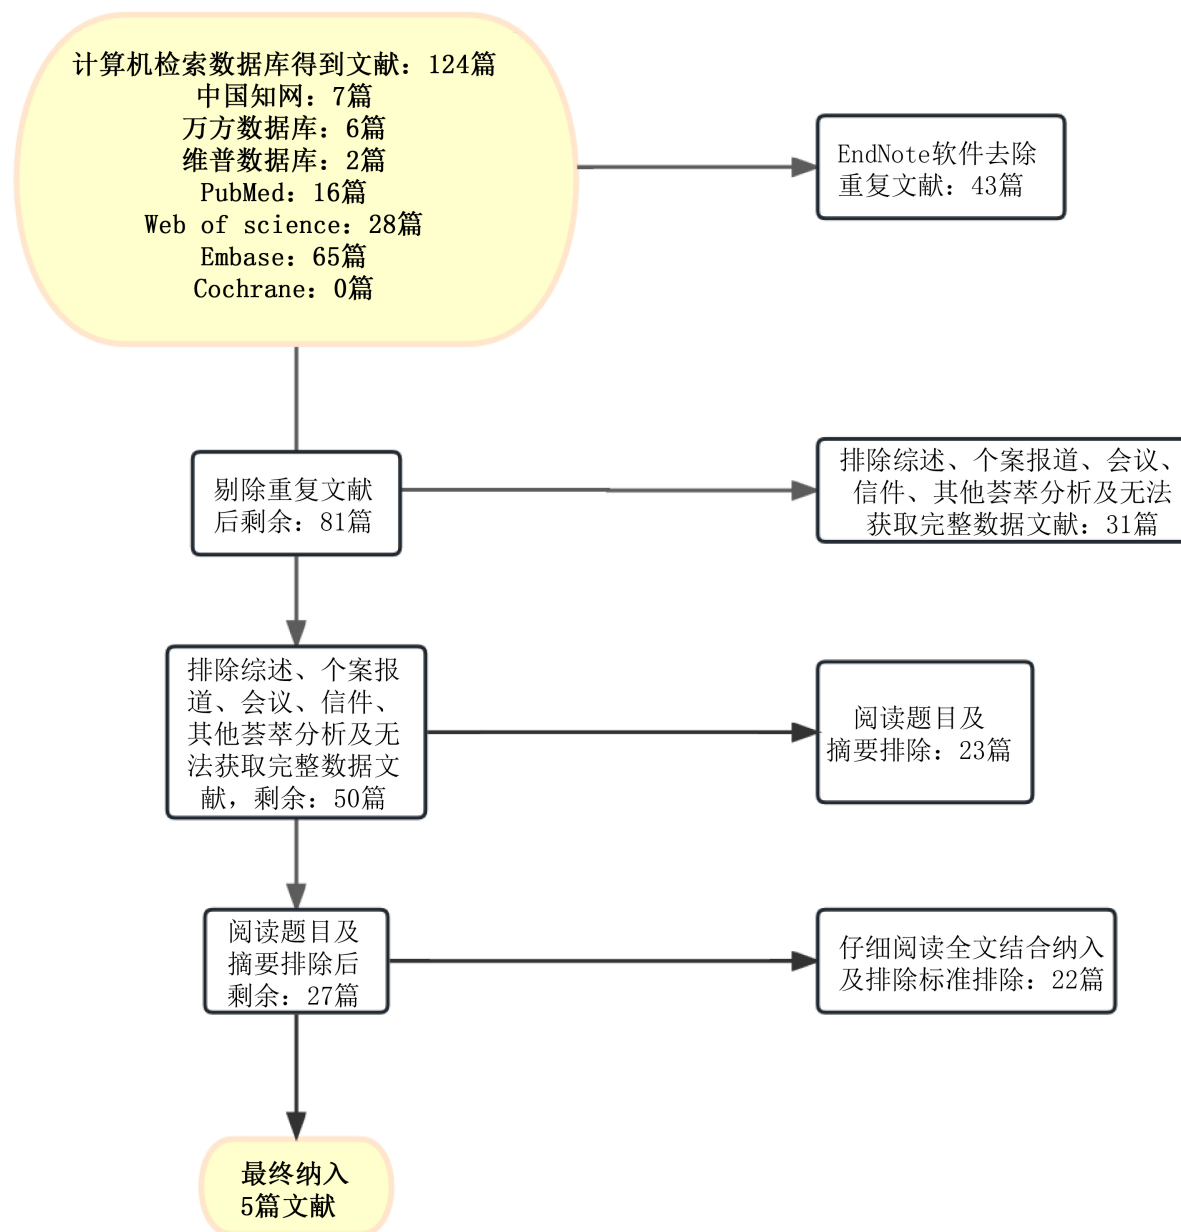 计算机检索数据库得到文献：124篇
中国知网：7篇
万方数据库：6篇
维普数据库：2篇
PubMed：16篇
Web of science：28篇
Embase：65篇
Cochrane：0篇
EndNote软件去除
重复文献：43篇
剔除重复文献
后剩余：81篇
排除综述、个案报道、会议、
信件、其他荟萃分析及无法
获取完整数据文献：31篇
排除综述、个案报
道、会议、信件、
其他荟萃分析及无
法获取完整数据文
献，剩余：50篇
阅读题目及
摘要排除：23篇
阅读题目及
摘要排除后
剩余：27篇
仔细阅读全文结合纳入
及排除标准排除：22篇
最终纳入
5篇文献